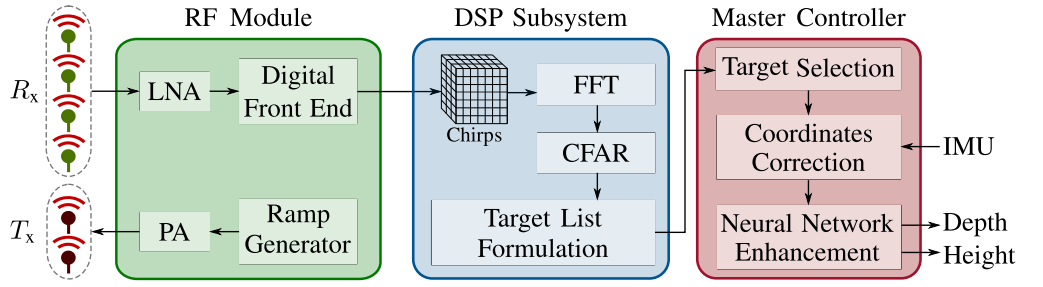 RF Module
DSP Subsystem
Master Controller
Rx
LNA
Digital
Front End
PA
Ramp
Generator
Tx
Chirps
FFT
CFAR
Target List
Formulation
Target Selection
Coordinates
Correction
IMU
Neural Network
Enhancement
Depth
Height